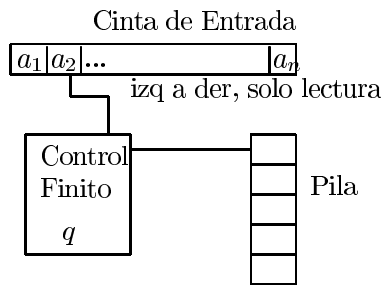 Cinta de Entrada
a₁ a₂ ... aₙ
izq a der, solo lectura
Control
Finito
q
Pila